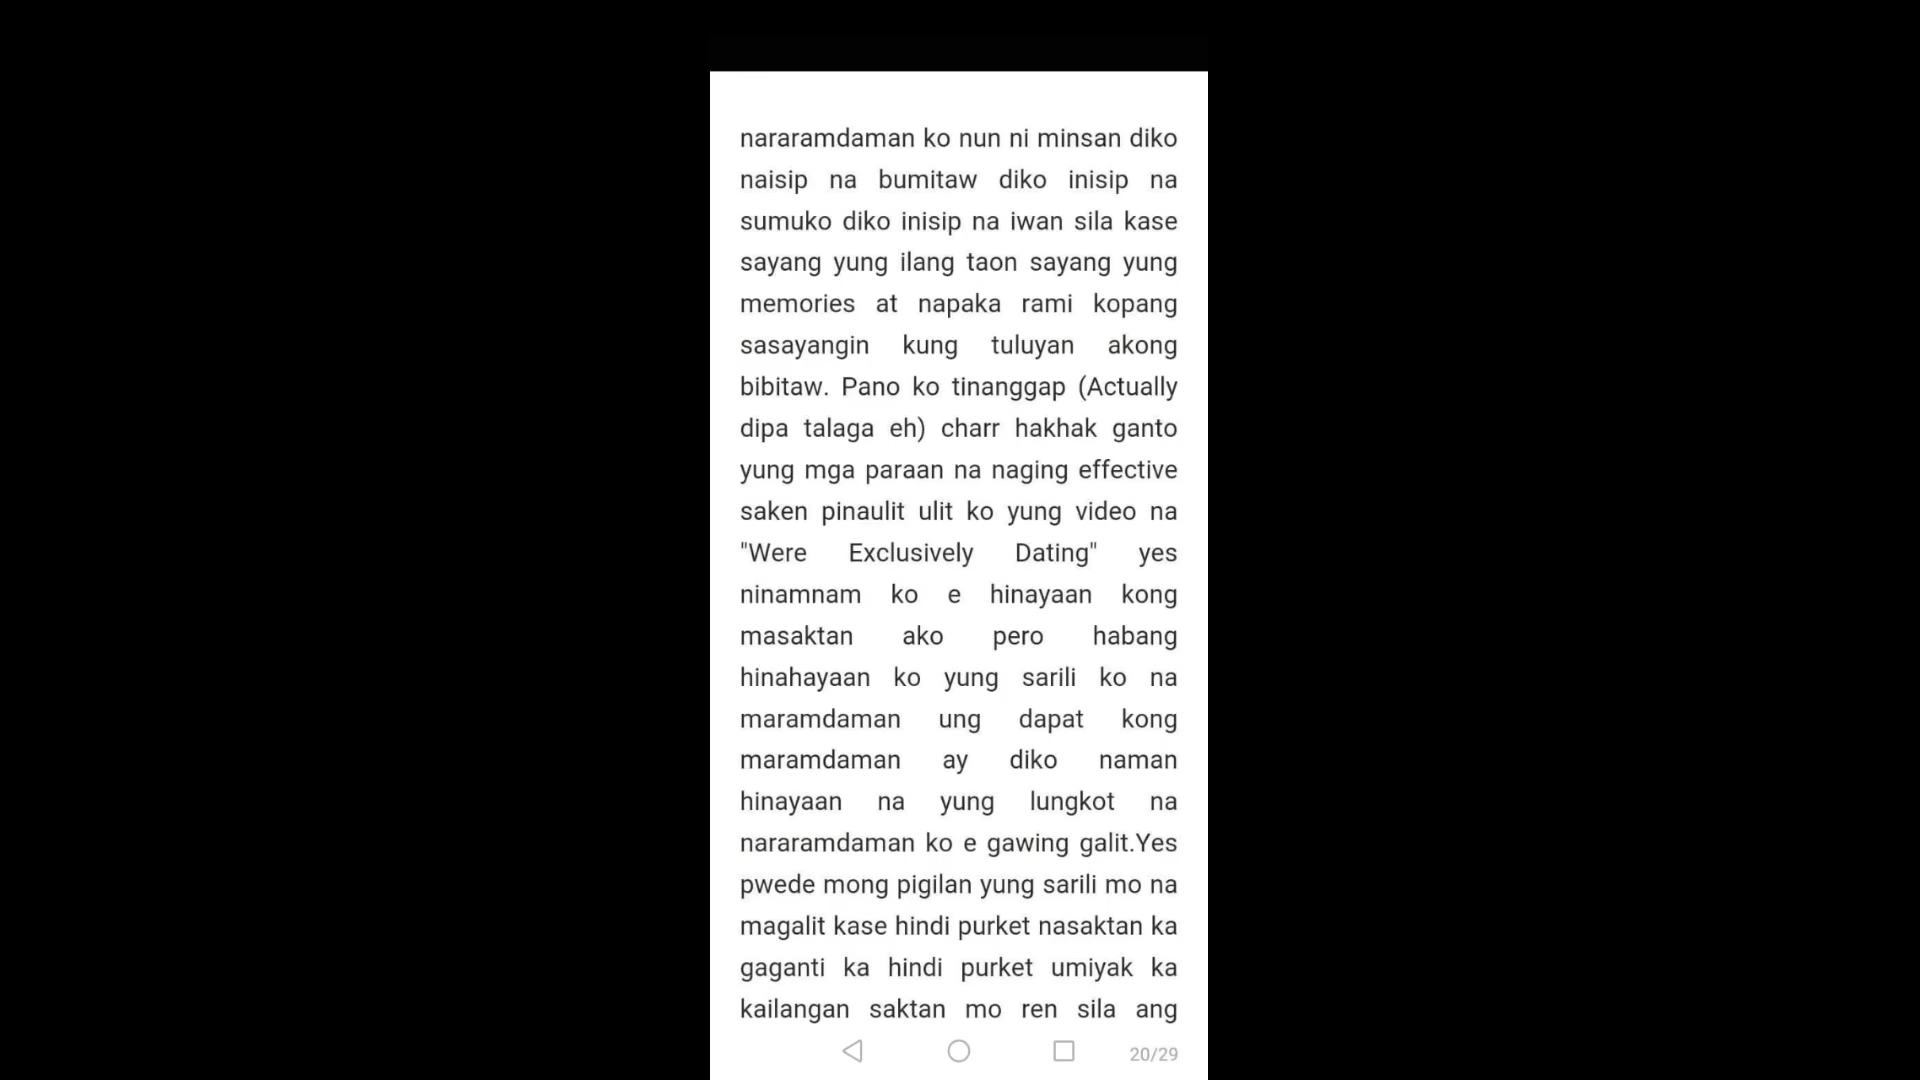 nararamdaman ko nun ni minsan diko
naisip na bumitaw diko inisip na
sumuko diko inisip na iwan sila kase
sayang yung ilang taon sayang yung
memories at napaka rami kopang
sasayangin kung tuluyan akong
bibitaw. Pano ko tinanggap (Actually
dipa talaga eh) charr hakhak ganto
yung mga paraan na naging effective
saken pinaulit ulit ko yung video na
"Were Exclusively Dating" yes
ninamnam ko e hinayaan kong
masaktan ako pero habang
hinahayaan ko yung sarili ko na
maramdaman ung dapat kong
maramdaman ay diko naman
hinayaan na yung lungkot na
nararamdaman ko e gawing galit.Yes
pwede mong pigilan yung sarili mo na
magalit kase hindi purket nasaktan ka
gaganti ka hindi purket umiyak ka
kailangan saktan mo ren sila ang
20/29